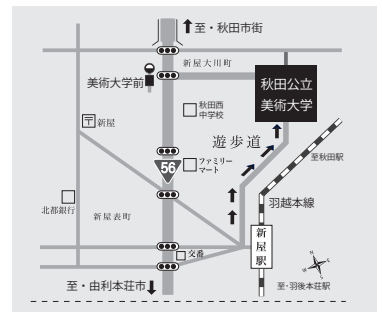 至・秋田市街
新屋大川町
美術大学前
秋田公立
美術大学
秋田西
中学校
〒新屋
遊歩道
至秋田駅
ファミリー
マート
56
北都銀行
新屋表町
羽越本線
新屋駅
交番
N
E
W
S
至・由利本荘市
至・羽後本荘駅